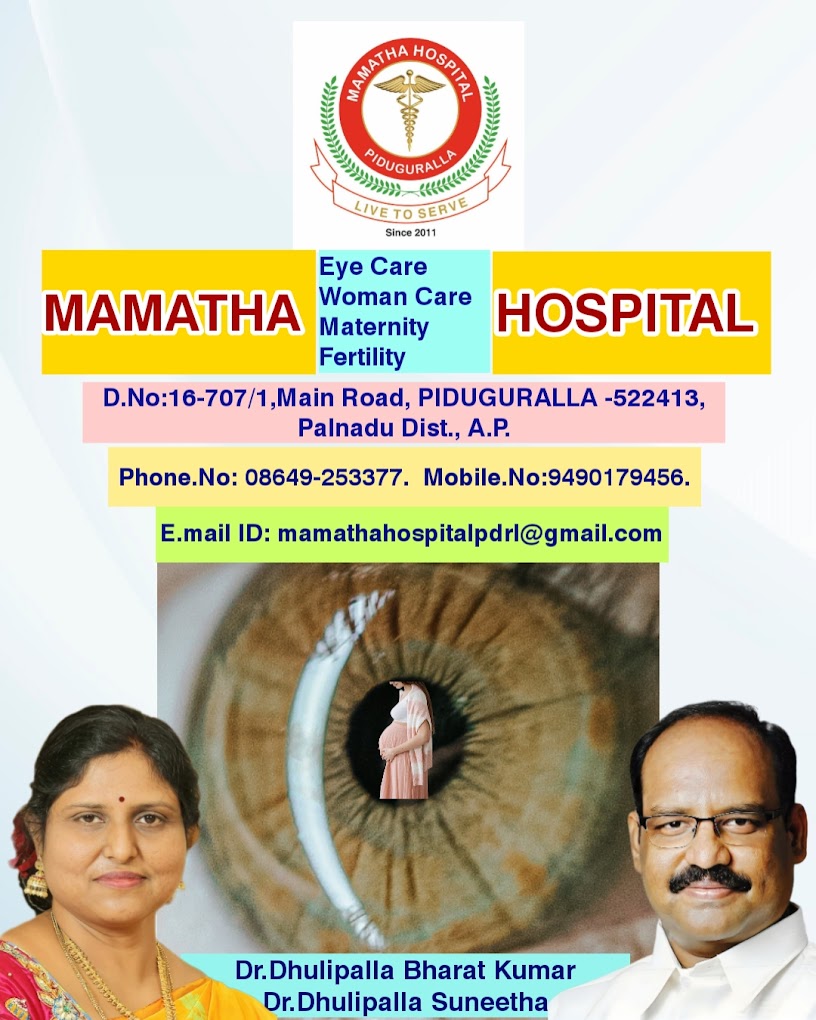 MAMATHA HOSPITAL
PIDUGURALLA
LIVE TO SERVE
Since 2011
MAMATHA
Eye Care
Woman Care
Maternity
Fertility
HOSPITAL
D.No:16-707/1,Main Road, PIDUGURALLA -522413,
Palnadu Dist., A.P.
Phone.No: 08649-253377. Mobile.No:9490179456.
E.mail ID: mamathahospitalpdrl@gmail.com
Dr.Dhulipalla Bharat Kumar
Dr.Dhulipalla Suneetha